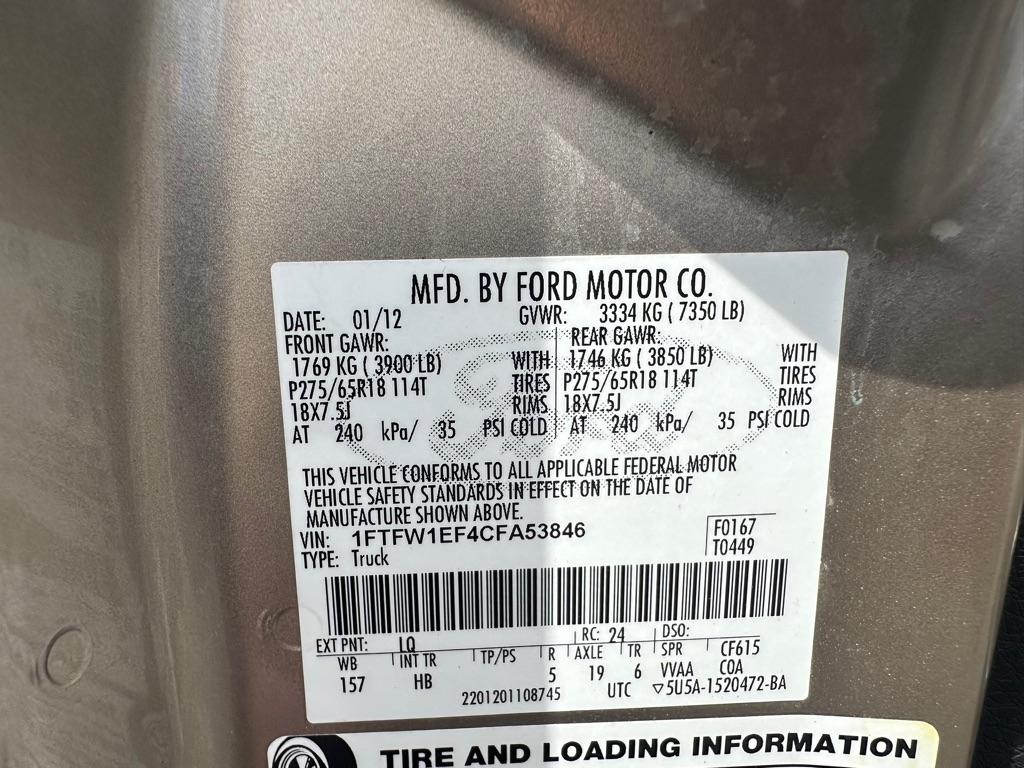 MFD. BY FORD MOTOR CO.
DATE: 01/12 GVWR: 3334 KG ( 7350 LB)
FRONT GAWR: REAR GAWR:
1769 KG ( 3900 LB) WITH 1746 KG ( 3850 LB) WITH
P275/65R18 114T TIRES P275/65R18 114T TIRES
18X7.5J RIMS 18X7.5J RIMS
AT 240 kPa/ 35 PSI COLD AT 240 kPa/ 35 PSI COLD
THIS VEHICLE CONFORMS TO ALL APPLICABLE FEDERAL MOTOR
VEHICLE SAFETY STANDARDS IN EFFECT ON THE DATE OF
MANUFACTURE SHOWN ABOVE.
VIN: 1FTFW1EF4CFA53846 F0167
TYPE: Truck T0449
EXT PNT: LQ RC: 24 DSO:
WB INT TR TP/PS R AXLE TR SPR CF615
157 HB 5 19 6 VVAA COA
2201201108745 UTC ▽5U5A-1520472-BA
TIRE AND LOADING INFORMATION